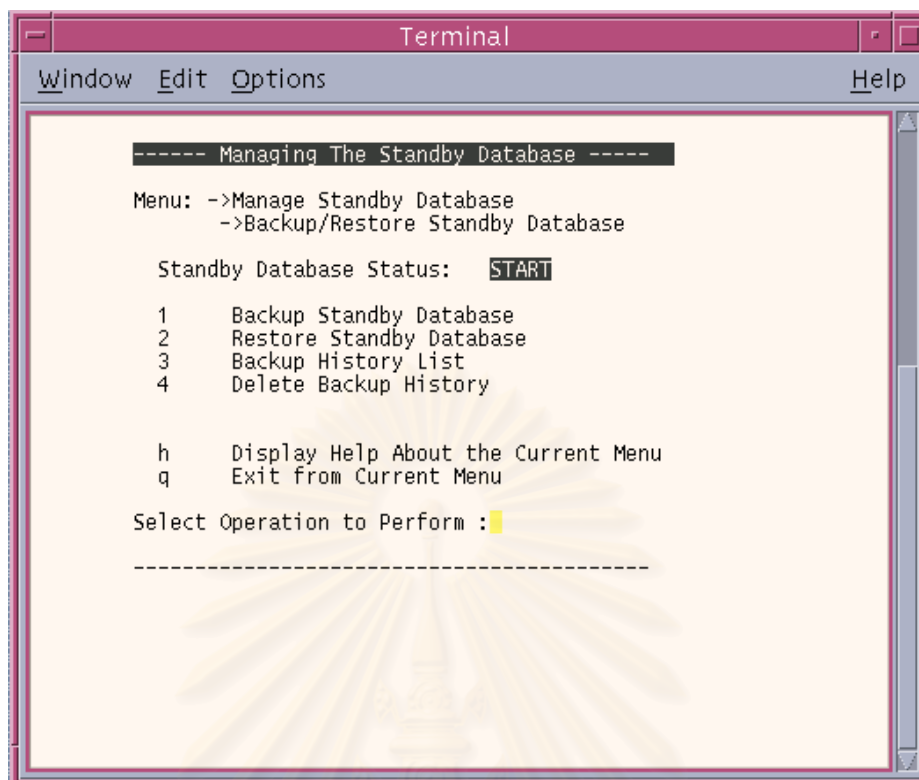 Terminal
Window Edit Options Help
------ Managing The Standby Database -----
Menu: ->Manage Standby Database
->Backup/Restore Standby Database
Standby Database Status: START
1 Backup Standby Database
2 Restore Standby Database
3 Backup History List
4 Delete Backup History
h Display Help About the Current Menu
q Exit from Current Menu
Select Operation to Perform :
------------------------------------------